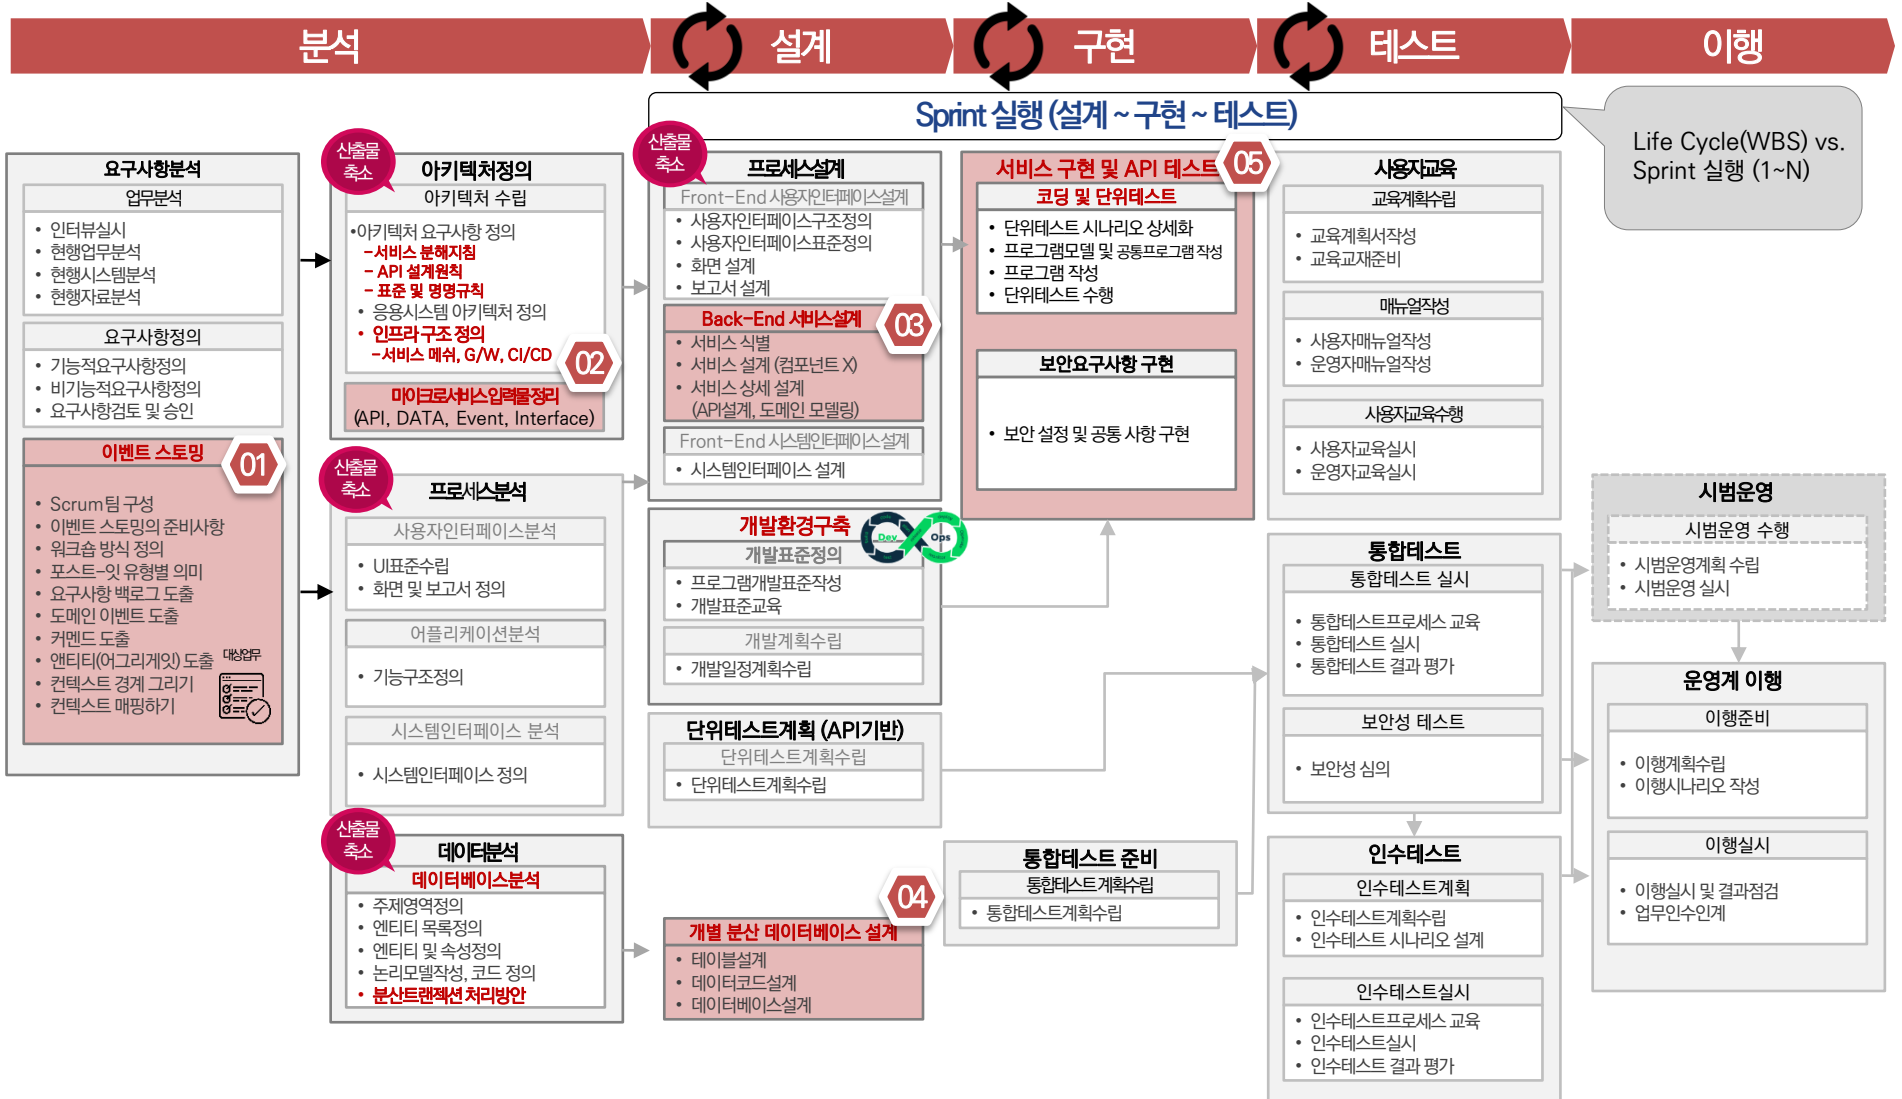 분석
설계
구현
테스트
이행
Sprint 실행 (설계 ~ 구현 ~ 테스트)
Life Cycle(WBS) vs.
Sprint 실행 (1~N)
요구사항분석
업무분석
• 인터뷰실시
• 현행업무분석
• 현행시스템분석
• 현행자료분석
요구사항정의
• 기능적요구사항정의
• 비기능적요구사항정의
• 요구사항검토 및 승인
이벤트 스토밍
01
• Scrum팀 구성
• 이벤트 스토밍의 준비사항
• 워크숍 방식 정의
• 포스트-잇 유형별 의미
• 요구사항 백로그 도출
• 도메인 이벤트 도출
• 커맨드 도출
• 앤티티(어그리게잇) 도출
• 컨텍스트 경계 그리기
• 컨텍스트 매핑하기
대상업무
산출물
축소
아키텍처정의
아키텍처 수립
•아키텍처 요구사항 정의
-서비스 분해지침
- API 설계원칙
- 표준 및 명명규칙
• 응용시스템 아키텍처 정의
• 인프라구조 정의
-서비스 메쉬, G/W, CI/CD
02
마이크로서비스입력물정리
(API, DATA, Event, Interface)
산출물
축소
프로세스분석
사용자인터페이스분석
• UI표준수립
• 화면 및 보고서 정의
어플리케이션분석
• 기능구조정의
시스템인터페이스 분석
• 시스템인터페이스 정의
산출물
축소
데이터분석
데이터베이스분석
• 주제영역정의
• 엔티티 목록정의
• 엔티티 및 속성정의
• 논리모델작성, 코드 정의
• 분산트랜젝션 처리방안
산출물
축소
프로세스설계
Front-End 사용자인터페이스설계
• 사용자인터페이스구조정의
• 사용자인터페이스표준정의
• 화면 설계
• 보고서 설계
Back-End 서비스설계
03
• 서비스 식별
• 서비스 설계 (컴포넌트 X)
• 서비스 상세 설계
(API설계, 도메인 모델링)
Front-End 시스템인터페이스설계
• 시스템인터페이스 설계
개발환경구축
Dev
Ops
개발표준정의
• 프로그램개발표준작성
• 개발표준교육
개발계획수립
• 개발일정계획수립
단위테스트계획 (API기반)
단위테스트계획수립
• 단위테스트계획수립
04
개별 분산 데이터베이스 설계
• 테이블설계
• 데이터코드설계
• 데이터베이스설계
서비스 구현 및 API 테스트
05
코딩 및 단위테스트
• 단위테스트 시나리오 상세화
• 프로그램모델 및 공통프로그램 작성
• 프로그램 작성
• 단위테스트 수행
보안요구사항 구현
• 보안 설정 및 공통 사항 구현
통합테스트 준비
통합테스트계획수립
• 통합테스트계획수립
사용자교육
교육계획수립
• 교육계획서작성
• 교육교재준비
매뉴얼작성
• 사용자매뉴얼작성
• 운영자매뉴얼작성
사용자교육수행
• 사용자교육실시
• 운영자교육실시
통합테스트
통합테스트 실시
• 통합테스트프로세스 교육
• 통합테스트 실시
• 통합테스트 결과 평가
보안성 테스트
• 보안성 심의
인수테스트
인수테스트계획
• 인수테스트계획수립
• 인수테스트 시나리오 설계
인수테스트실시
• 인수테스트프로세스 교육
• 인수테스트실시
• 인수테스트 결과 평가
시범운영
시범운영 수행
• 시범운영계획 수립
• 시범운영 실시
운영계 이행
이행준비
• 이행계획수립
• 이행시나리오 작성
이행실시
• 이행실시 및 결과점검
• 업무인수인계